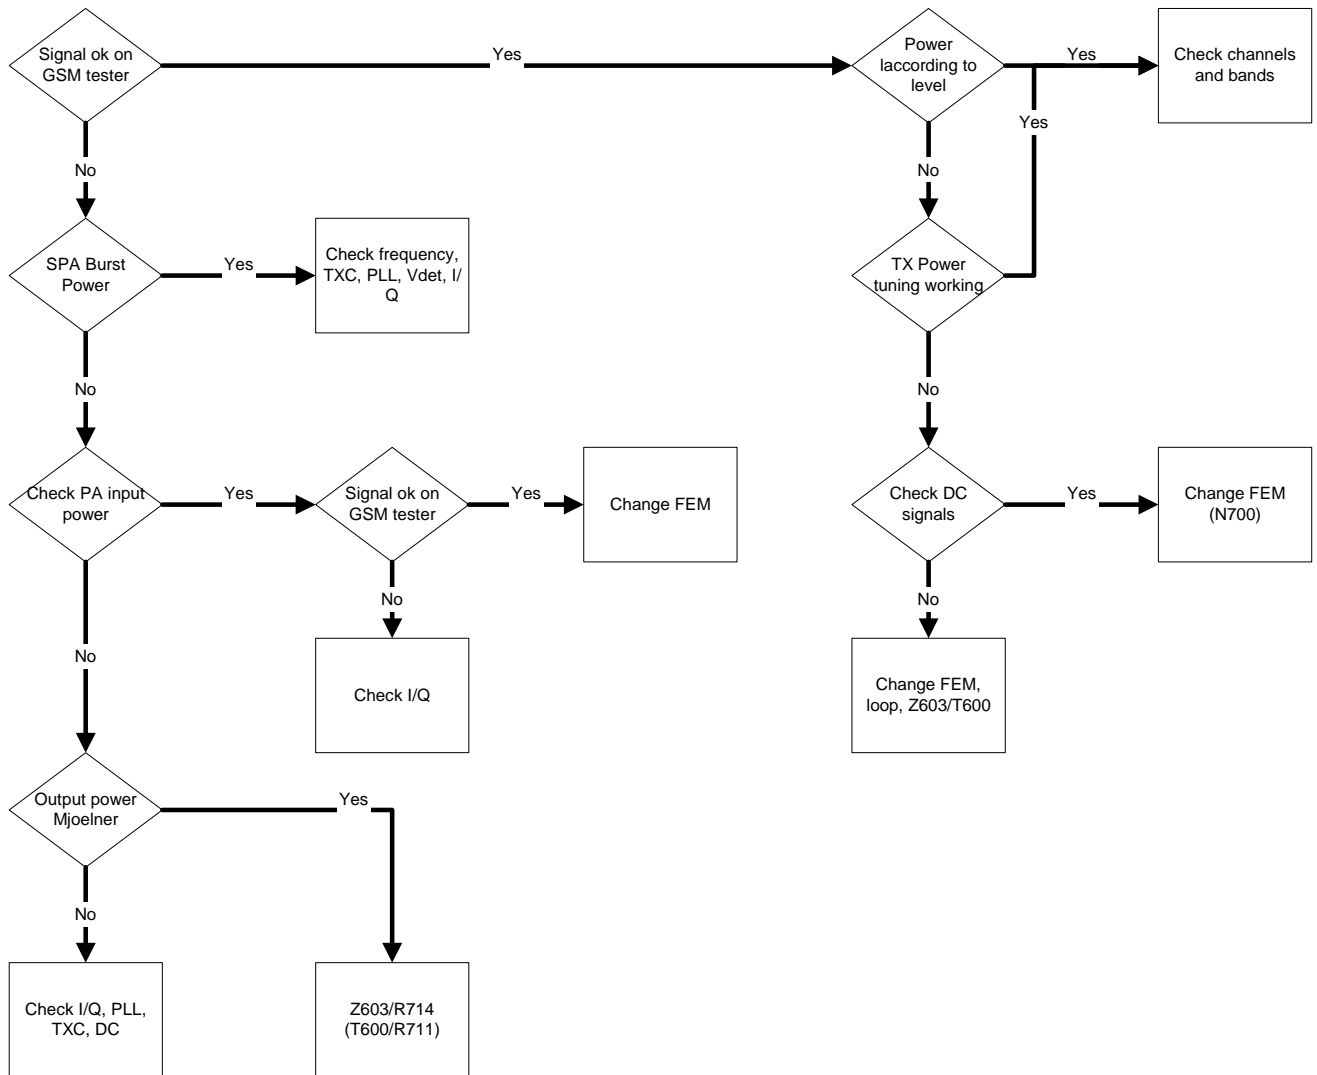 Signal ok on
GSM tester
Yes
Power
laccording to
level
Yes
Check channels
and bands
Yes
No
No
SPA Burst
Power
Yes
Check frequency,
TXC, PLL, Vdet, I/
Q
TX Power
tuning working
No
No
Check PA input
power
Yes
Signal ok on
GSM tester
Yes
Change FEM
Check DC
signals
Yes
Change FEM
(N700)
No
No
No
Check I/Q
Change FEM,
loop, Z603/T600
Output power
Mjoelner
Yes
No
Check I/Q, PLL,
TXC, DC
Z603/R714
(T600/R711)